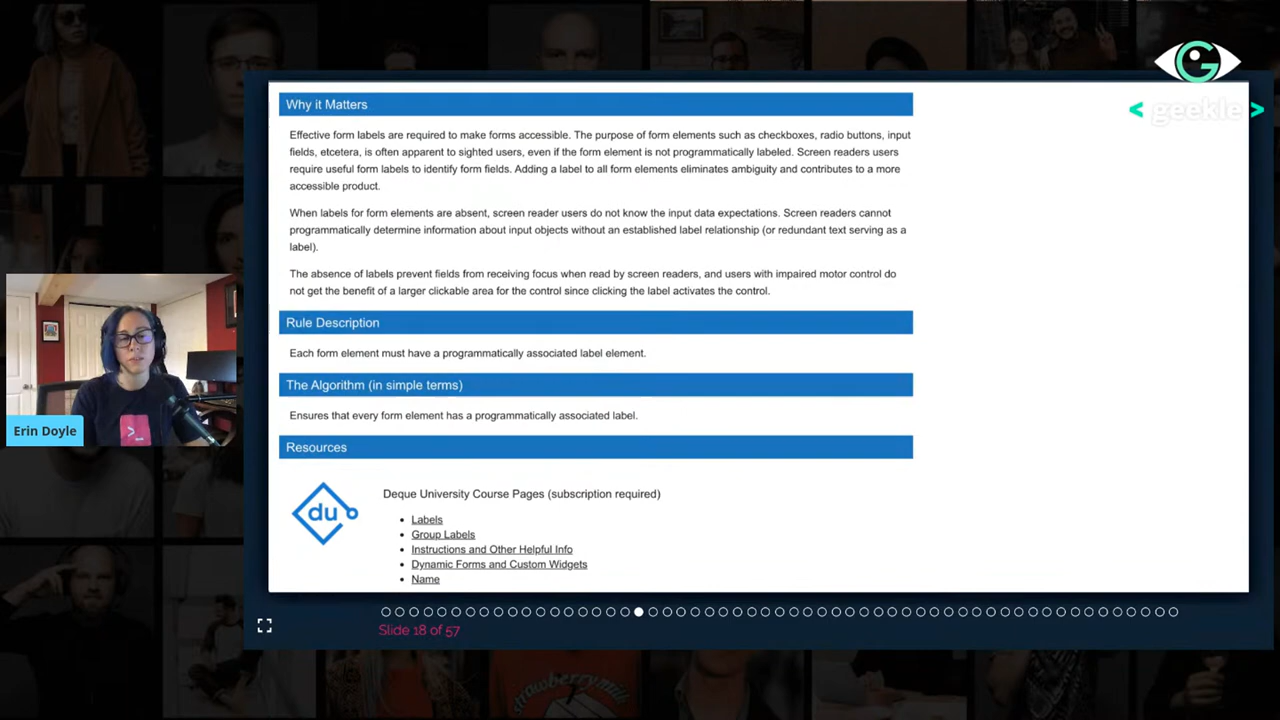 < geekle >
Why it Matters
Effective form labels are required to make forms accessible. The purpose of form elements such as checkboxes, radio buttons, input
fields, etcetera, is often apparent to sighted users, even if the form element is not programmatically labeled. Screen readers users
require useful form labels to identify form fields. Adding a label to all form elements eliminates ambiguity and contributes to a more
accessible product.
When labels for form elements are absent, screen reader users do not know the input data expectations. Screen readers cannot
programmatically determine information about input objects without an established label relationship (or redundant text serving as a
label).
The absence of labels prevent fields from receiving focus when read by screen readers, and users with impaired motor control do
not get the benefit of a larger clickable area for the control since clicking the label activates the control.
Rule Description
Each form element must have a programmatically associated label element.
The Algorithm (in simple terms)
Ensures that every form element has a programmatically associated label.
Resources
du
Deque University Course Pages (subscription required)
• Labels
• Group Labels
• Instructions and Other Helpful Info
• Dynamic Forms and Custom Widgets
• Name
Erin Doyle
>_
Slide 18 of 57